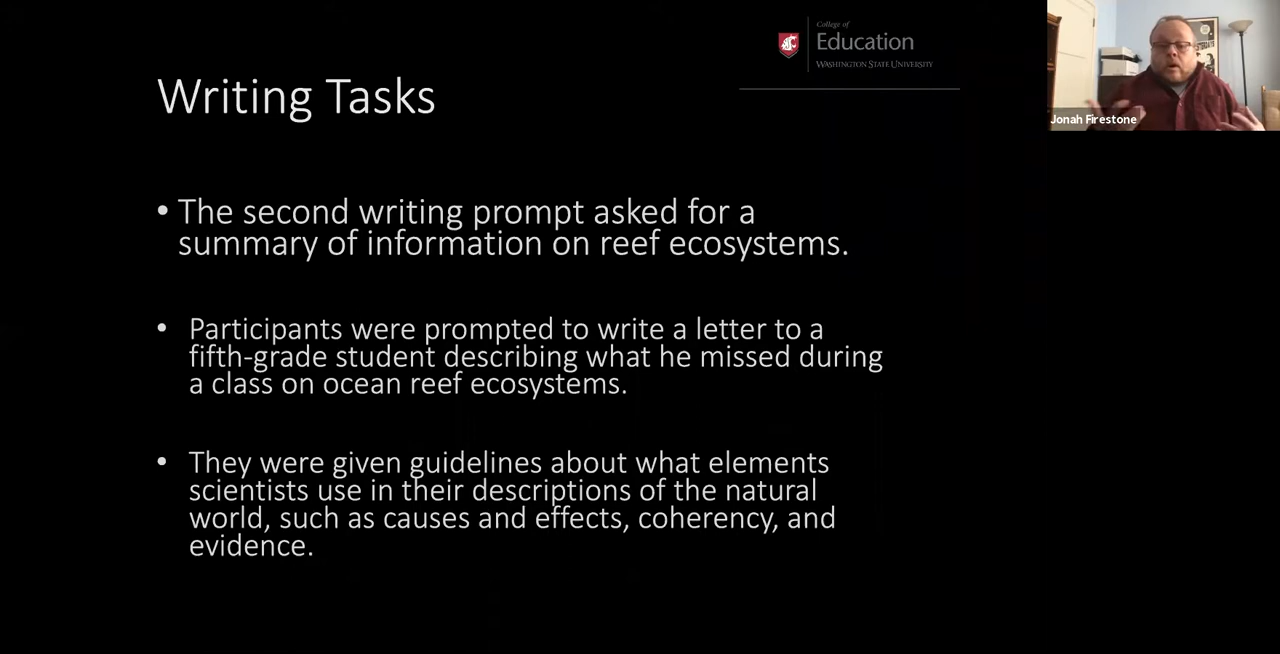 College of
Education
WASHINGTON STATE UNIVERSITY
Jonah Firestone
Writing Tasks
• The second writing prompt asked for a
summary of information on reef ecosystems.
• Participants were prompted to write a letter to a
fifth-grade student describing what he missed during
a class on ocean reef ecosystems.
• They were given guidelines about what elements
scientists use in their descriptions of the natural
world, such as causes and effects, coherency, and
evidence.